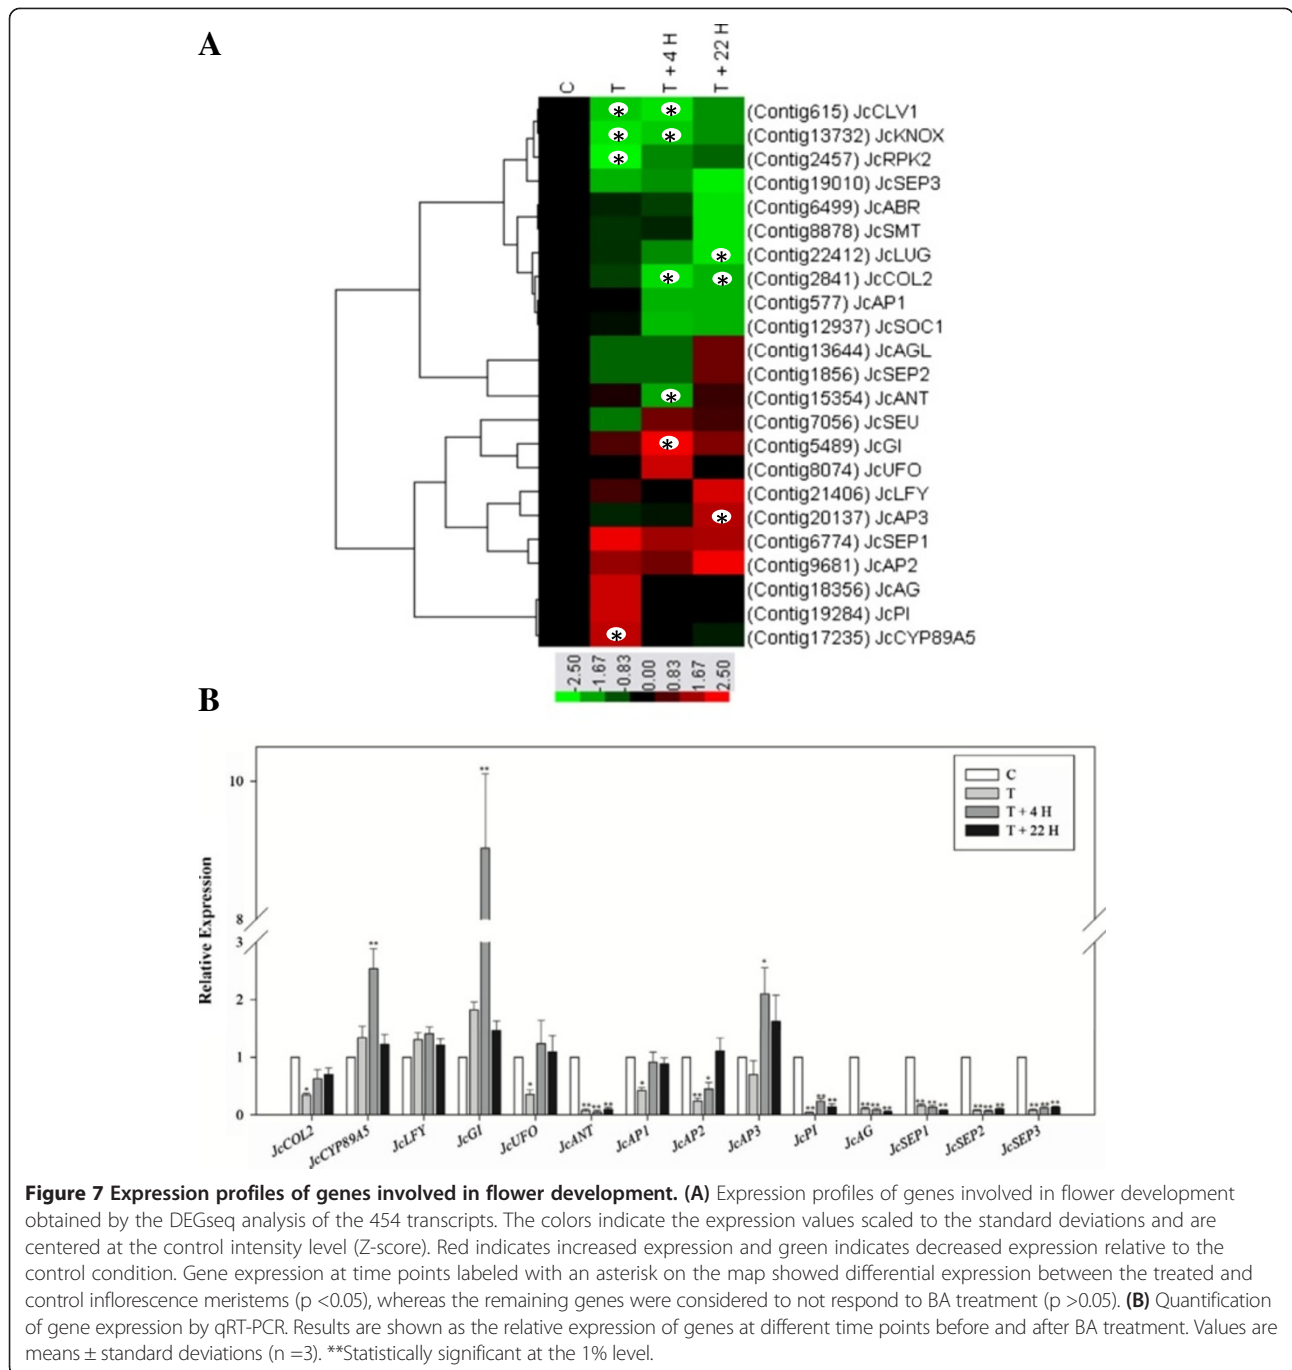 A
C
T
T + 4 H
T + 22 H
* * (Contig615) JcCLV1
* * (Contig13732) JcKNOX
* (Contig2457) JcRPK2
(Contig19010) JcSEP3
(Contig6499) JcABR
(Contig8878) JcSMT
* (Contig22412) JcLUG
* * (Contig2841) JcCOL2
(Contig577) JcAP1
(Contig12937) JcSOC1
(Contig13644) JcAGL
(Contig1856) JcSEP2
* (Contig15354) JcANT
(Contig7056) JcSEU
* (Contig5489) JcGI
(Contig8074) JcUFO
(Contig21406) JcLFY
* (Contig20137) JcAP3
(Contig6774) JcSEP1
(Contig9681) JcAP2
(Contig18356) JcAG
(Contig19284) JcPI
* (Contig17235) JcCYP89A5
-2.50
-1.67
-0.83
0.00
0.83
1.67
2.50
B
C
T
T + 4 H
T + 22 H
Relative Expression
10
8
3
2
1
0
* ** ** * ** ** ** * ** * * ** ** ** ** ** ** ** ** ** ** ** ** ** ** ** ** **
JcCOL2
JcCYP89A5
JcLFY
JcGI
JcUFO
JcANT
JcAP1
JcAP2
JcAP3
JcPI
JcAG
JcSEP1
JcSEP2
JcSEP3
Figure 7 Expression profiles of genes involved in flower development. (A) Expression profiles of genes involved in flower development
obtained by the DEGseq analysis of the 454 transcripts. The colors indicate the expression values scaled to the standard deviations and are
centered at the control intensity level (Z-score). Red indicates increased expression and green indicates decreased expression relative to the
control condition. Gene expression at time points labeled with an asterisk on the map showed differential expression between the treated and
control inflorescence meristems (p <0.05), whereas the remaining genes were considered to not respond to BA treatment (p >0.05). (B) Quantification
of gene expression by qRT-PCR. Results are shown as the relative expression of genes at different time points before and after BA treatment. Values are
means ± standard deviations (n =3). **Statistically significant at the 1% level.